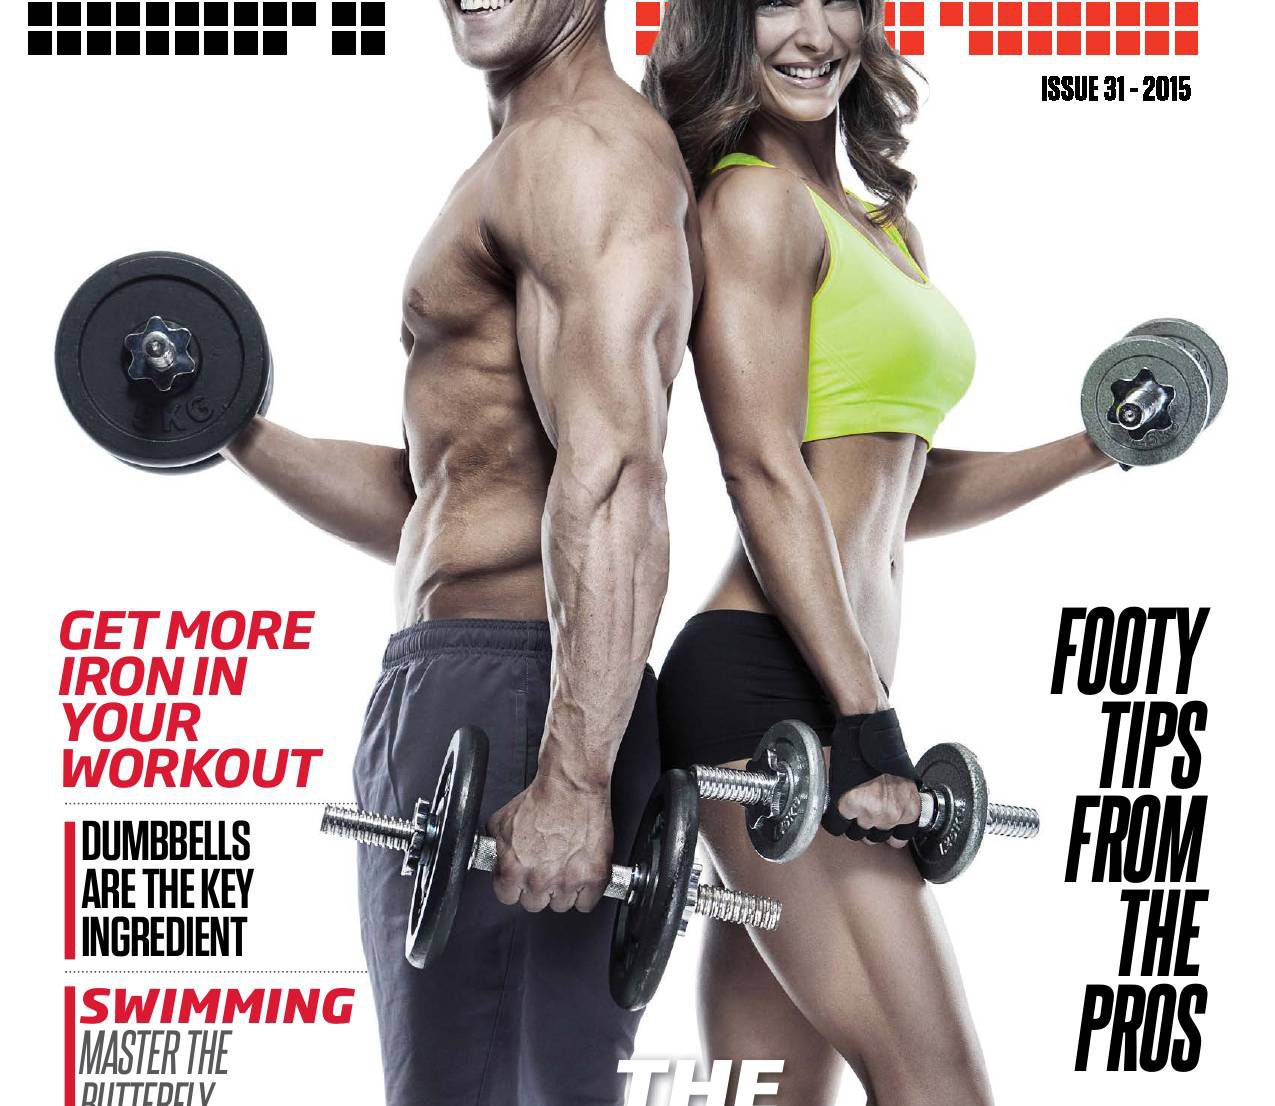 ISSUE 31 - 2015
GET MORE
IRON IN
YOUR
WORKOUT
DUMBBELLS
ARE THE KEY
INGREDIENT
SWIMMING
MASTER THE
BUTTERFLY
FOOTY
TIPS
FROM
THE
PROS
THE